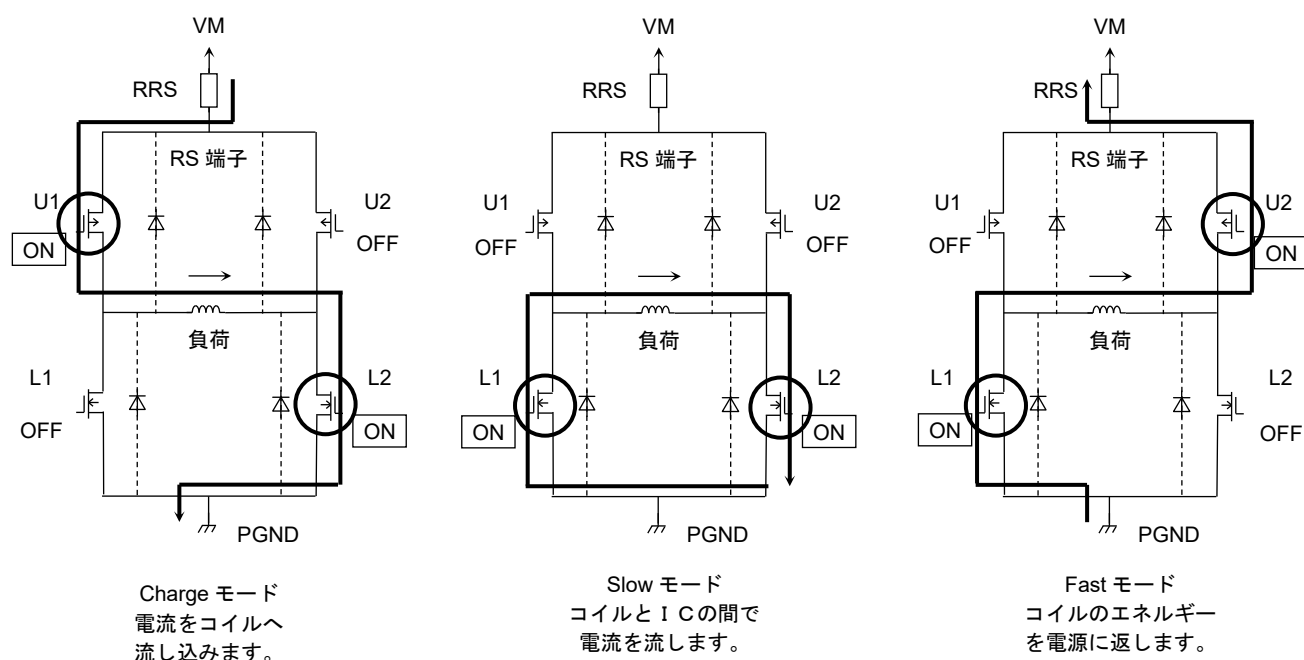 VM
RRS
RS 端子
U1
ON
U2
OFF
負荷
L1
OFF
L2
ON
PGND
Charge モード
電流をコイルへ
流し込みます。
VM
RRS
RS 端子
U1
OFF
U2
OFF
負荷
L1
ON
L2
ON
PGND
Slow モード
コイルとＩＣの間で
電流を流します。
VM
RRS
RS 端子
U1
OFF
U2
ON
負荷
L1
ON
L2
OFF
PGND
Fast モード
コイルのエネルギー
を電源に返します。